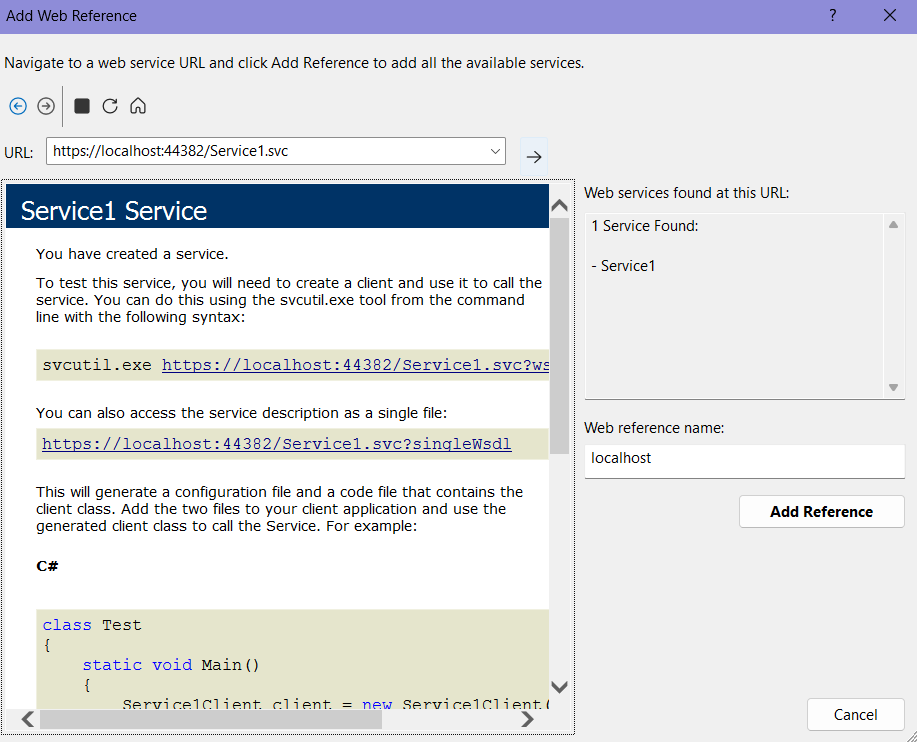 Add Web Reference
?
Navigate to a web service URL and click Add Reference to add all the available services.
URL:
https://localhost:44382/Service1.svc
Service1 Service
You have created a service.
To test this service, you will need to create a client and use it to call the
service. You can do this using the svcutil.exe tool from the command
line with the following syntax:
svcutil.exe https://localhost:44382/Service1.svc?ws
You can also access the service description as a single file:
https://localhost:44382/Service1.svc?singleWsdl
This will generate a configuration file and a code file that contains the
client class. Add the two files to your client application and use the
generated client class to call the Service. For example:
C#
class Test
{
static void Main()
{
Service1Client client = new Service1Client(
Web services found at this URL:
1 Service Found:
- Service1
Web reference name:
localhost
Add Reference
Cancel